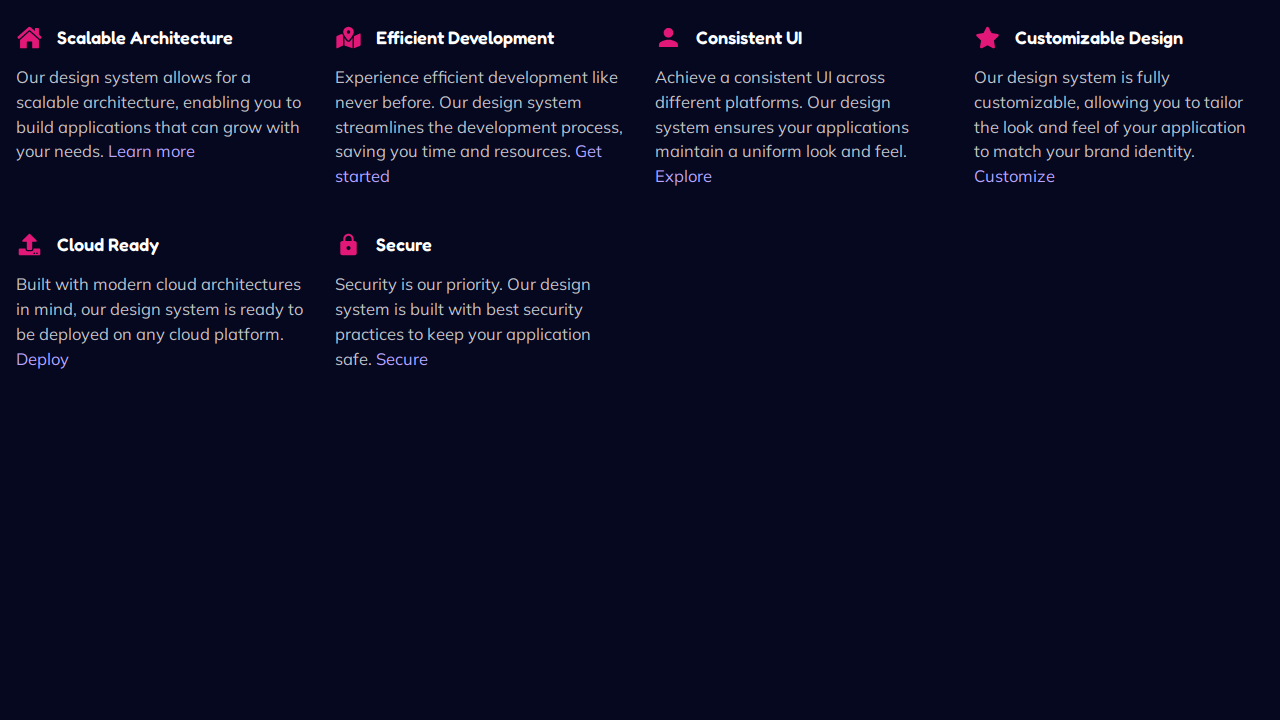 Scalable Architecture
Our design system allows for a
scalable architecture, enabling you to
build applications that can grow with
your needs. Learn more
Efficient Development
Experience efficient development like
never before. Our design system
streamlines the development process,
saving you time and resources. Get
started
Consistent UI
Achieve a consistent UI across
different platforms. Our design
system ensures your applications
maintain a uniform look and feel.
Explore
Customizable Design
Our design system is fully
customizable, allowing you to tailor
the look and feel of your application
to match your brand identity.
Customize
Cloud Ready
Built with modern cloud architectures
in mind, our design system is ready to
be deployed on any cloud platform.
Deploy
Secure
Security is our priority. Our design
system is built with best security
practices to keep your application
safe. Secure